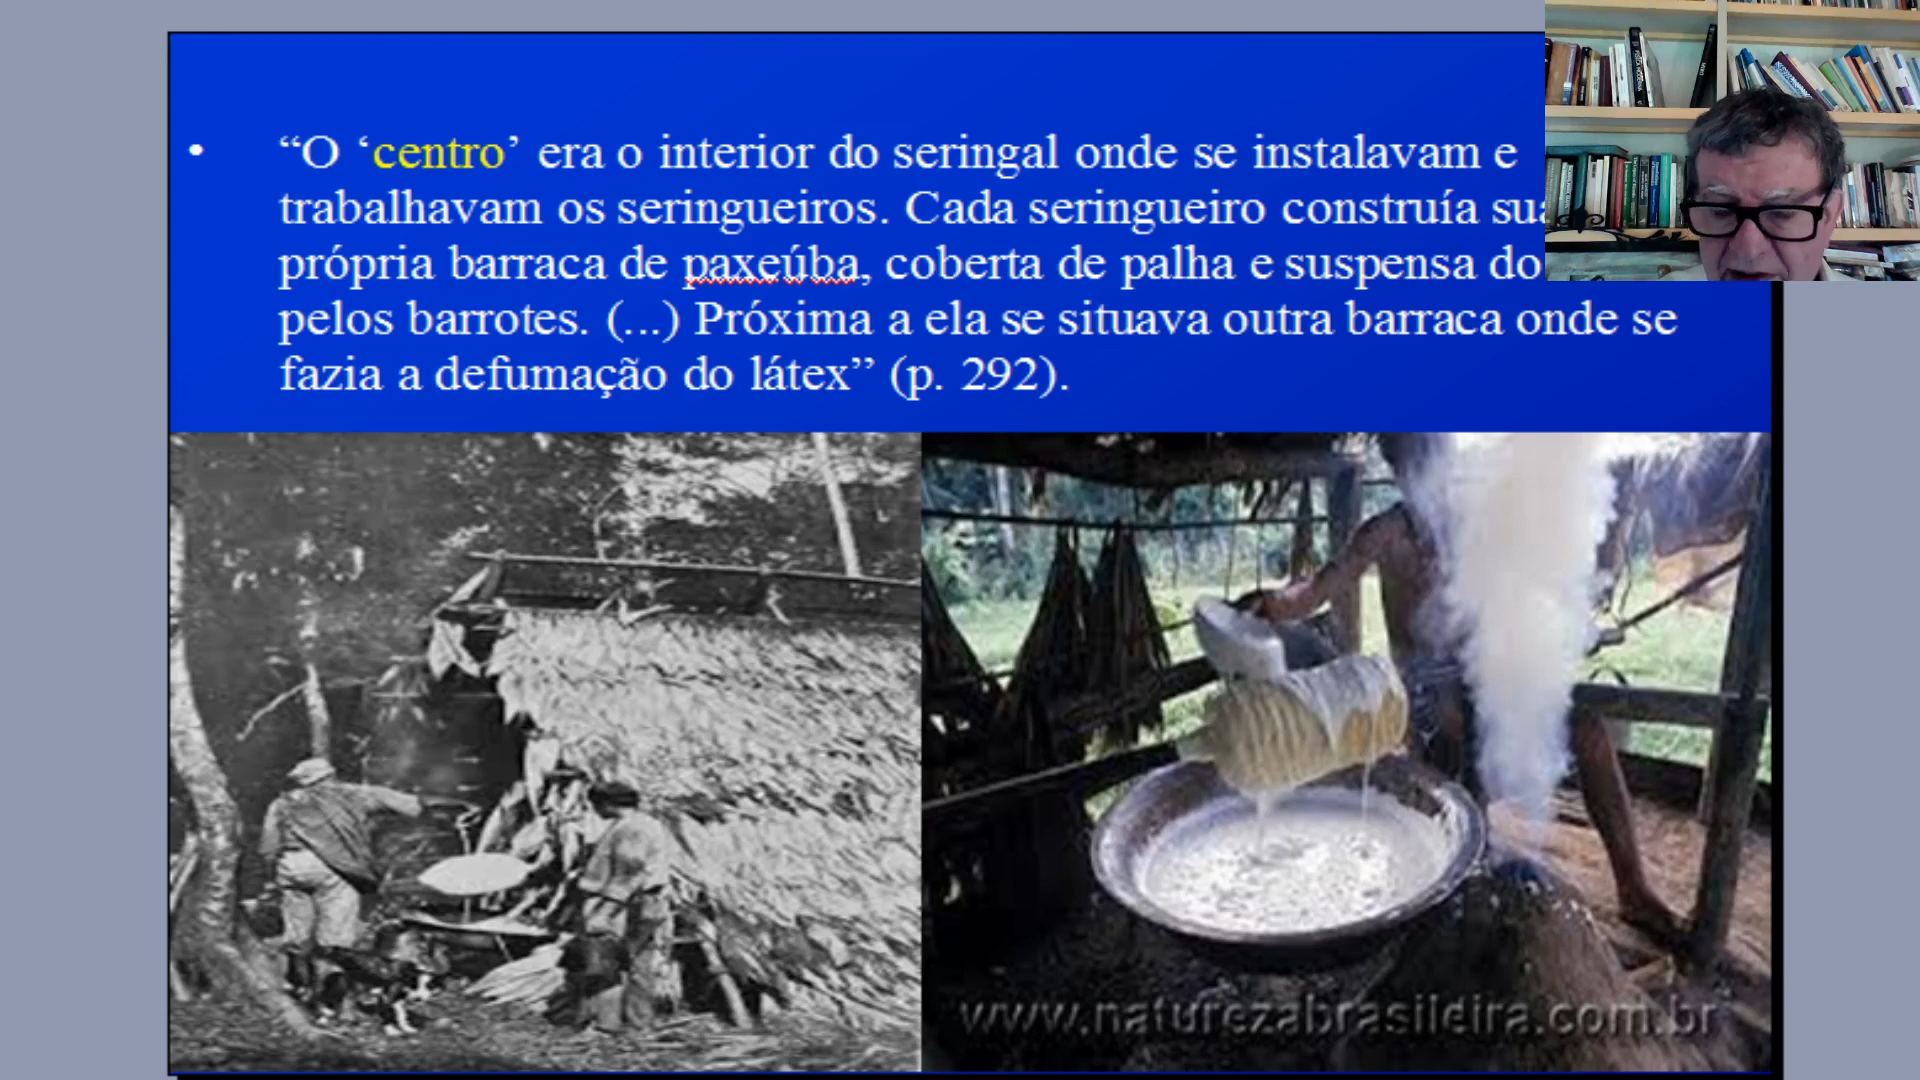 • “O ‘centro’ era o interior do seringal onde se instalavam e
trabalhavam os seringueiros. Cada seringueiro construía
própria barraca de paxeúba, coberta de palha e suspensa do
pelos barrotes. (...) Próxima a ela se situava outra barraca onde se
fazia a defumação do látex” (p. 292).
www.naturezabrasileira.com.br